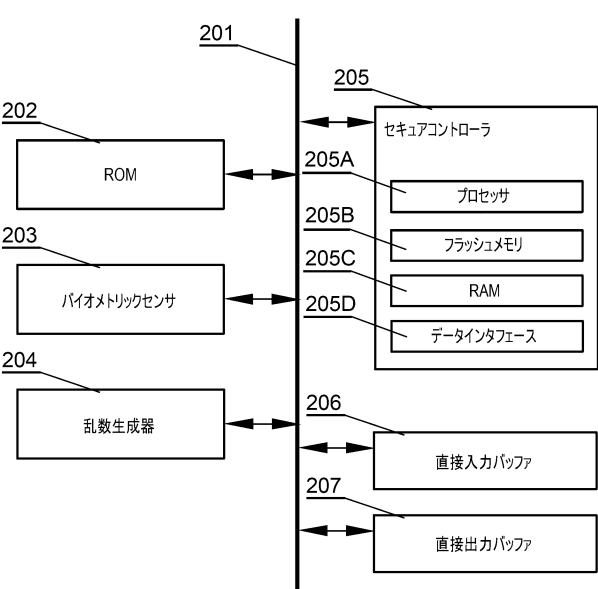 201
202
ROM
203
バイオメトリックセンサ
204
乱数生成器
205
セキュアコントローラ
205A
プロセッサ
205B
フラッシュメモリ
205C
RAM
205D
データインタフェース
206
直接入力バッファ
207
直接出力バッファ